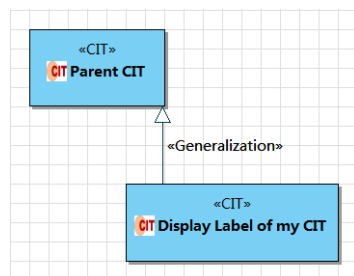 «CIT»
CIT Parent CIT
«Generalization»
«CIT»
CIT Display Label of my CIT